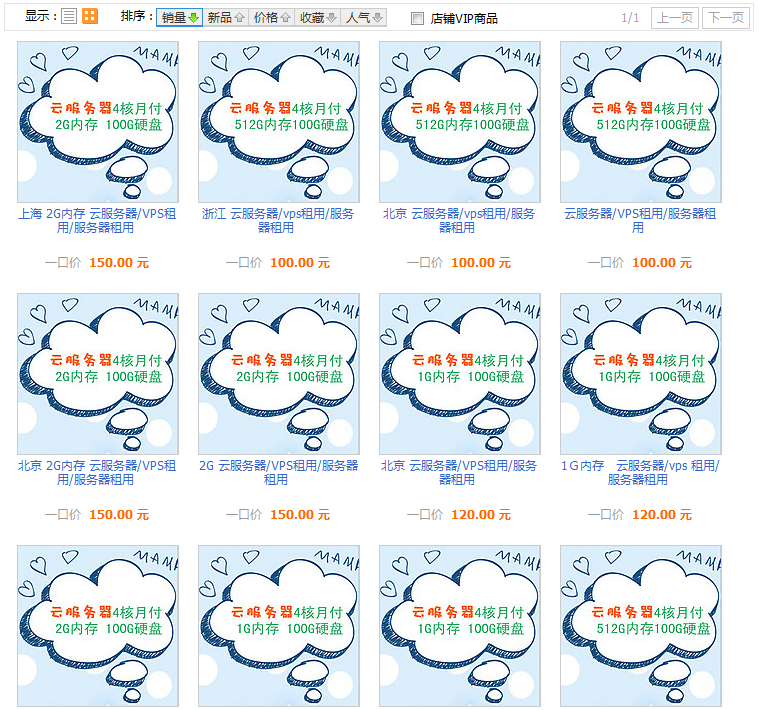 显示： 排序： 销量 新品 价格 收藏 人气 店铺VIP商品 1/1 上一页 下一页
MAMA
云服务器4核月付
2G内存 100G硬盘
上海 2G内存 云服务器/VPS租
用/服务器租用
一口价 150.00 元
MAMA
云服务器4核月付
512G内存100G硬盘
浙江 云服务器/vps租用/服务
器租用
一口价 100.00 元
MAMA
云服务器4核月付
512G内存100G硬盘
北京 云服务器/vps租用/服务
器租用
一口价 100.00 元
MAMA
云服务器4核月付
512G内存100G硬盘
云服务器/VPS租用/服务器租
用
一口价 100.00 元
MAMA
云服务器4核月付
2G内存 100G硬盘
北京 2G内存 云服务器/VPS租
用/服务器租用
一口价 150.00 元
MAMA
云服务器4核月付
2G内存 100G硬盘
2G 云服务器/VPS租用/服务器
租用
一口价 150.00 元
MAMA
云服务器4核月付
1G内存 100G硬盘
北京 云服务器/VPS租用/服务
器租用
一口价 120.00 元
MAMA
云服务器4核月付
1G内存 100G硬盘
1G内存 云服务器/vps 租用/
服务器租用
一口价 120.00 元
MAMA
云服务器4核月付
2G内存 100G硬盘
MAMA
云服务器4核月付
1G内存 100G硬盘
MAMA
云服务器4核月付
1G内存 100G硬盘
MAMA
云服务器4核月付
512G内存100G硬盘